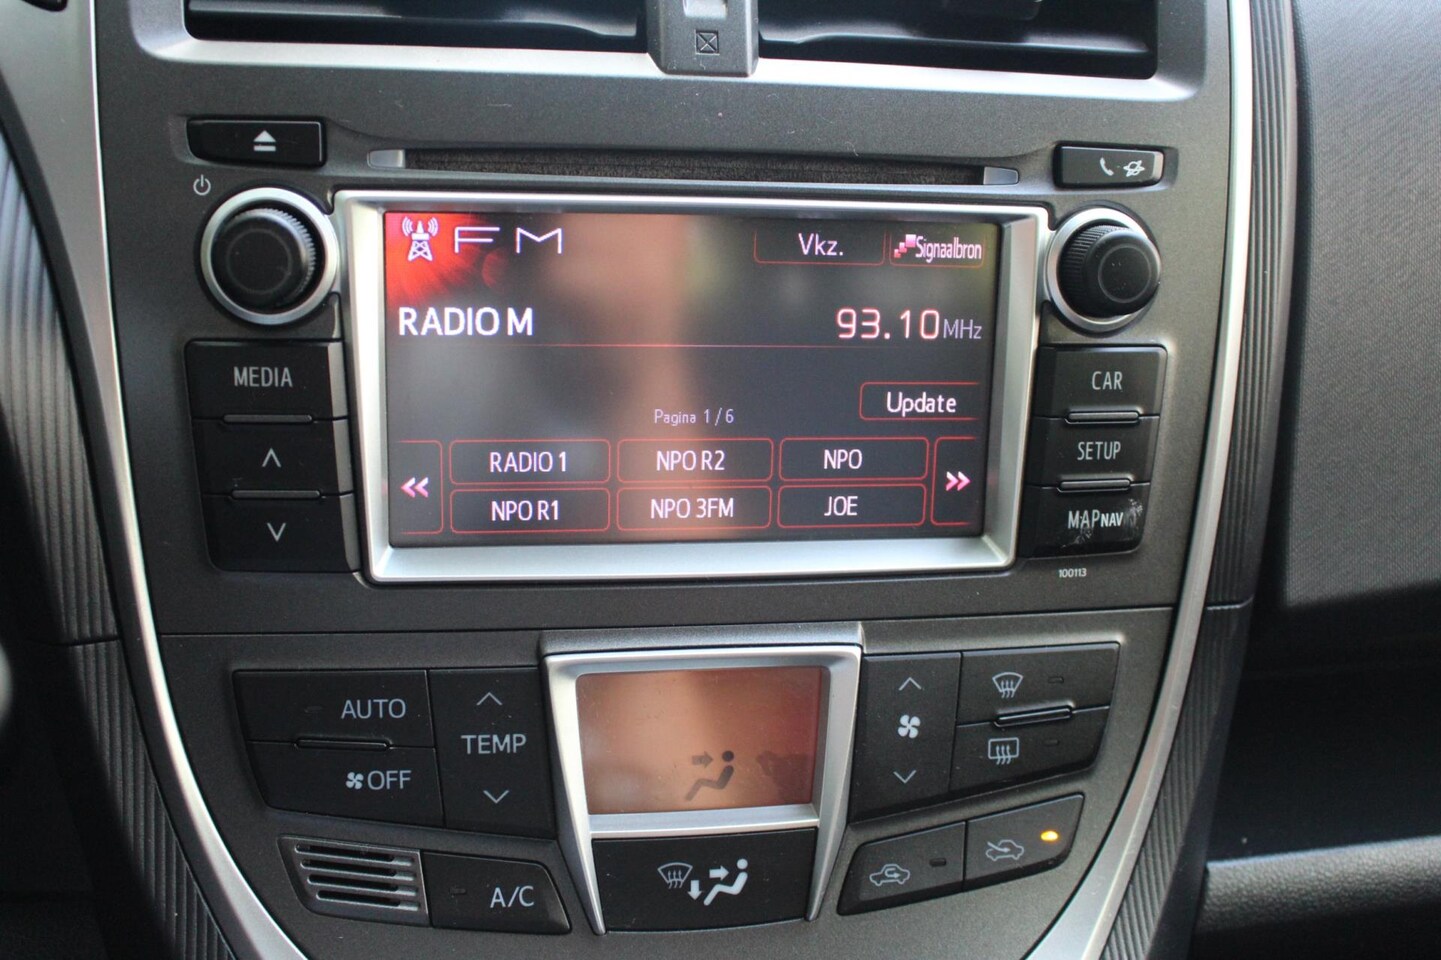 FM
Vkz.
Signaalbron
RADIO M
93.10MHz
Update
Pagina 1/6
RADIO 1
NPO R2
NPO
NPO R1
NPO 3FM
JOE
MEDIA
CAR
SETUP
MAPNAV
100113
AUTO
TEMP
OFF
A/C